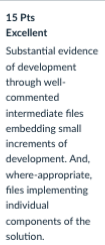 15 Pts
Excellent
Substantial evidence
of development
through well-
commented
intermediate files
embedding small
increments of
development. And,
where-appropriate,
files implementing
individual
components of the
solution.